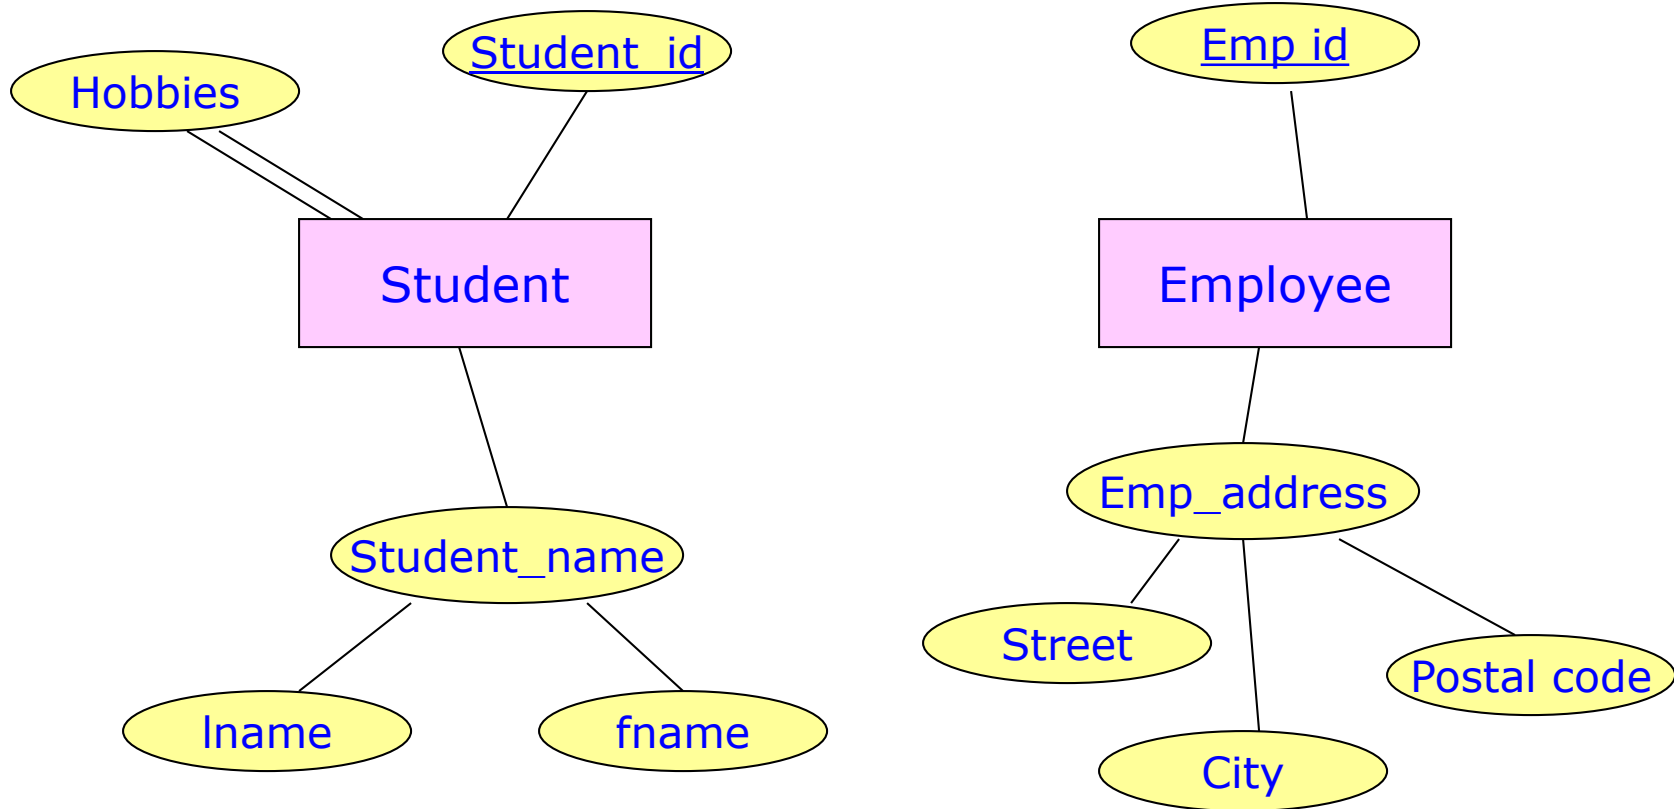 Hobbies
Student_id
Emp id
Student
Employee
Student_name
Emp_address
Street
Postal code
lname
fname
City